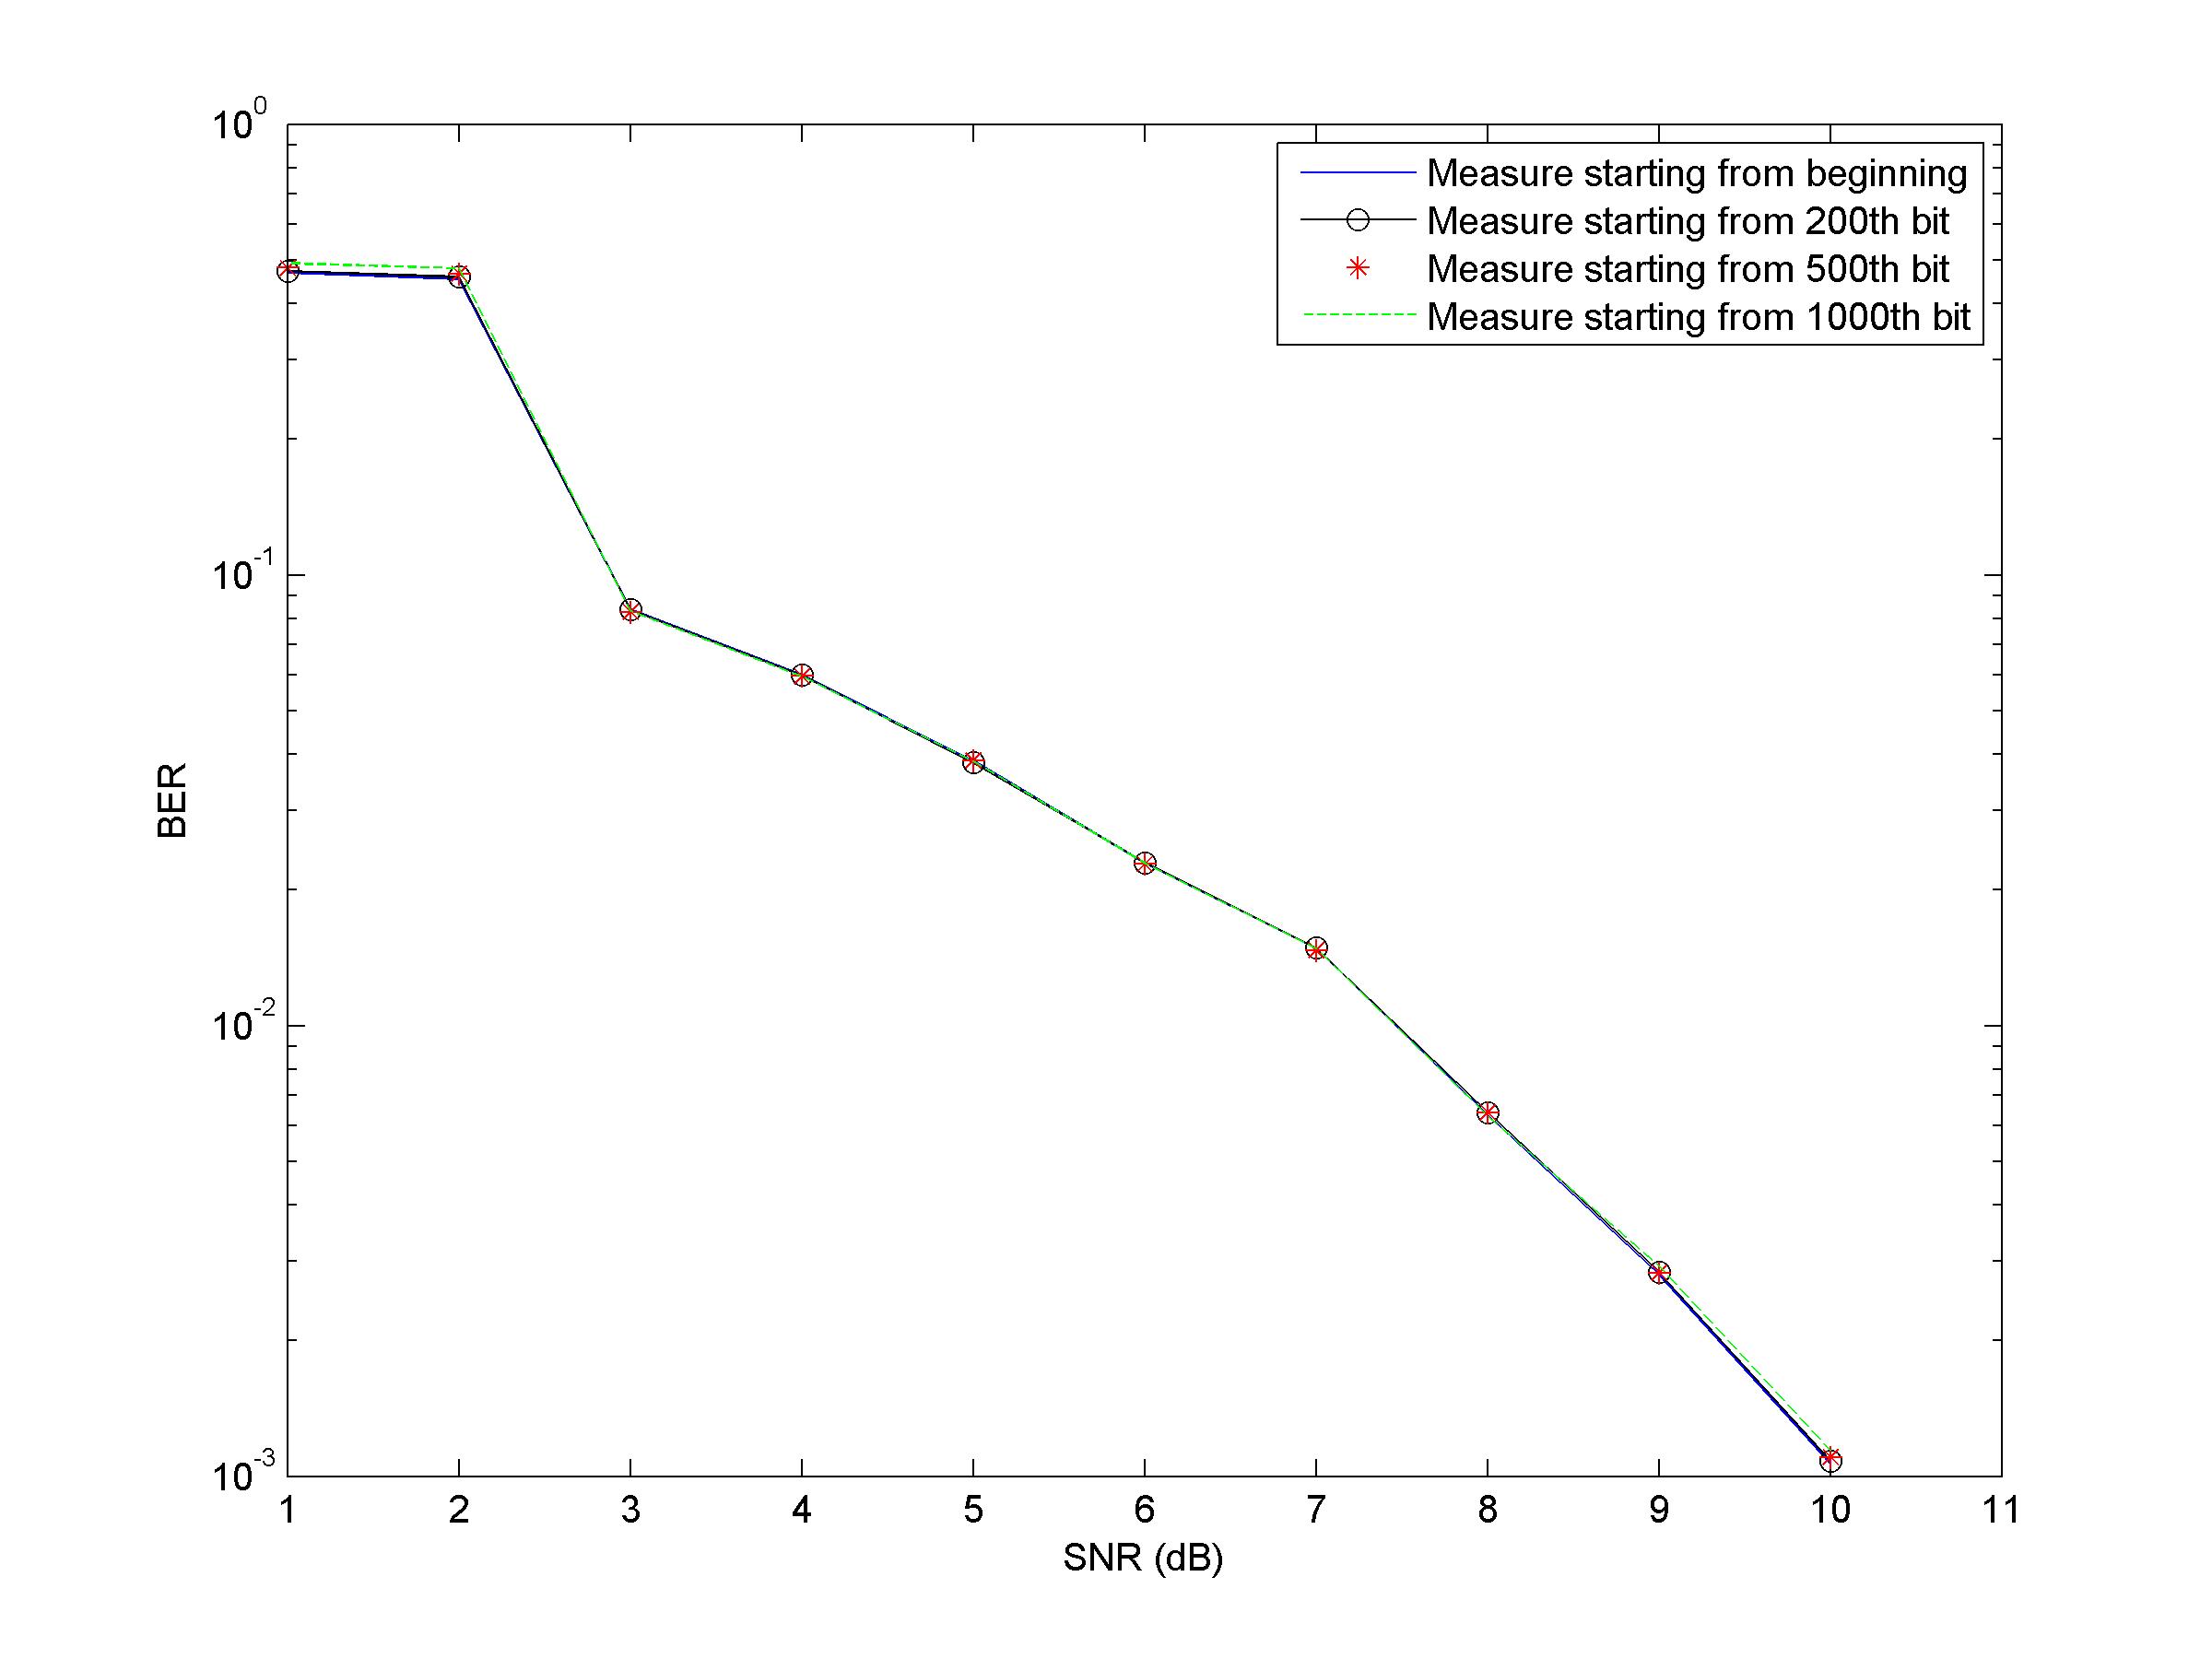 10^0
10^-1
10^-2
10^-3
BER
1 2 3 4 5 6 7 8 9 10 11
SNR (dB)
Measure starting from beginning
Measure starting from 200th bit
Measure starting from 500th bit
Measure starting from 1000th bit